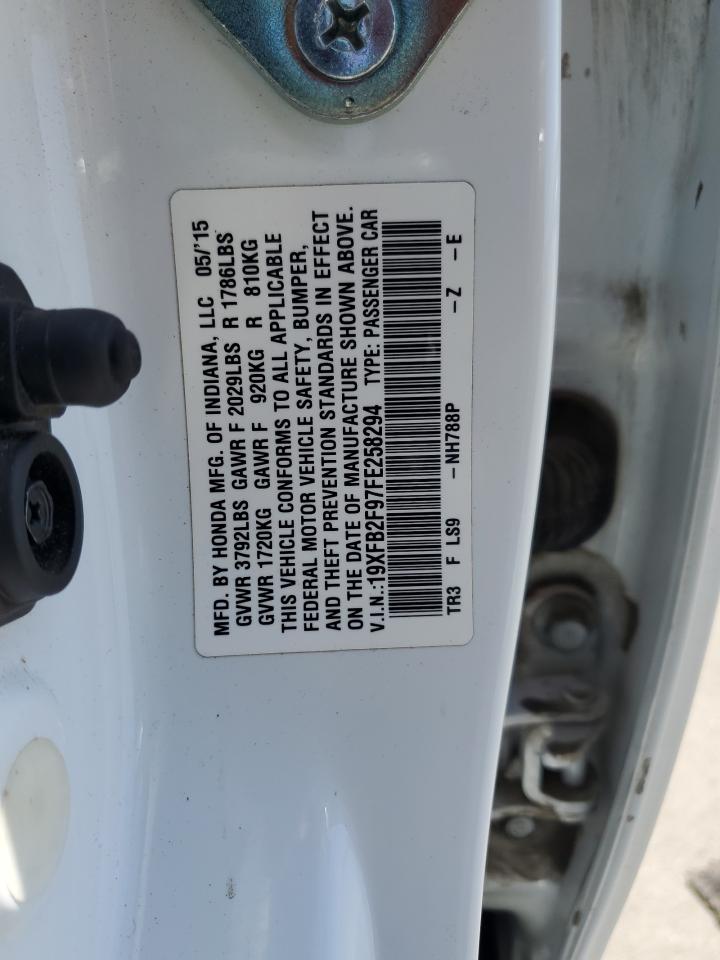 MFD. BY HONDA MFG. OF INDIANA, LLC 05/'15
GVWR 3792LBS GAWR F 2029LBS R 1786LBS
GVWR 1720KG GAWR F 920KG R 810KG
THIS VEHICLE CONFORMS TO ALL APPLICABLE
FEDERAL MOTOR VEHICLE SAFETY, BUMPER,
AND THEFT PREVENTION STANDARDS IN EFFECT
ON THE DATE OF MANUFACTURE SHOWN ABOVE.
V.I.N.:19XFB2F97FE258294 TYPE: PASSENGER CAR
TR3 F LS9 -NH788P -Z -E